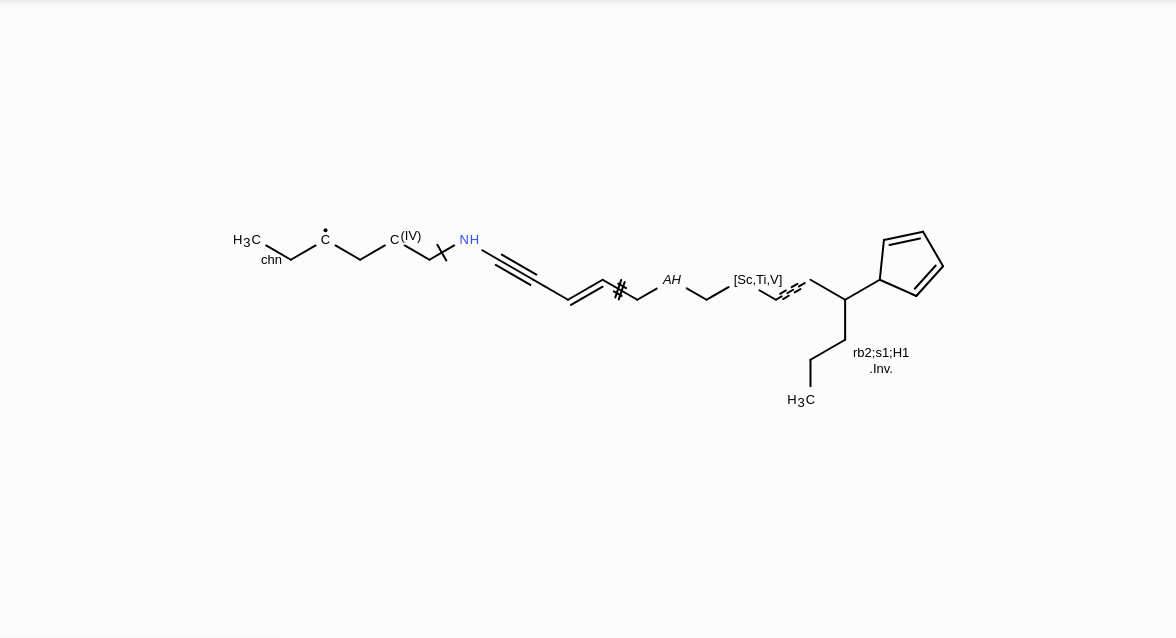 H3C
chn
C
C(IV)
NH
AH
[Sc,Ti,V]
rb2;s1;H1
.Inv.
H3C